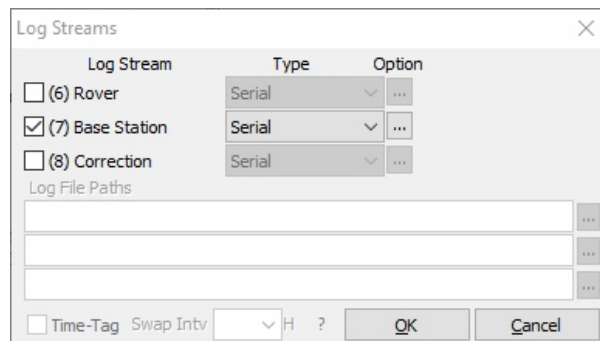 Log Streams
Log Stream Type Option
(6) Rover Serial ...
(7) Base Station Serial ...
(8) Correction Serial ...
Log File Paths
...
...
...
Time-Tag Swap Intv H ? OK Cancel